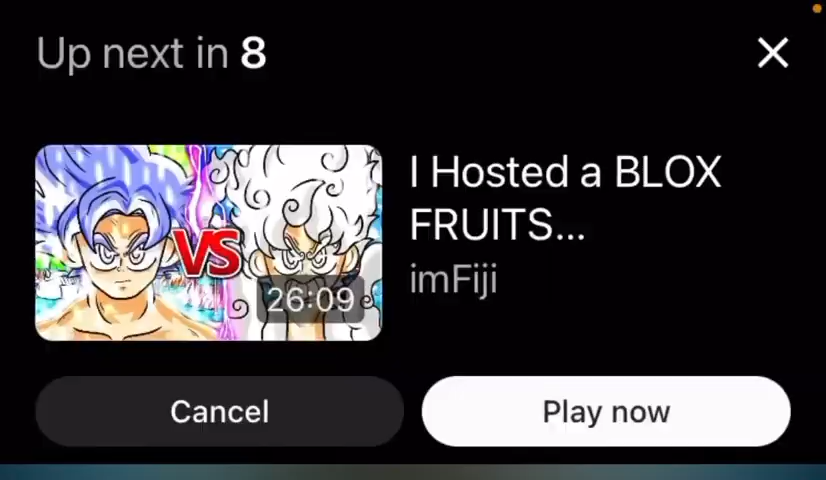 Up next in 8
VS
26:09
I Hosted a BLOX
FRUITS...
imFiji
Cancel
Play now